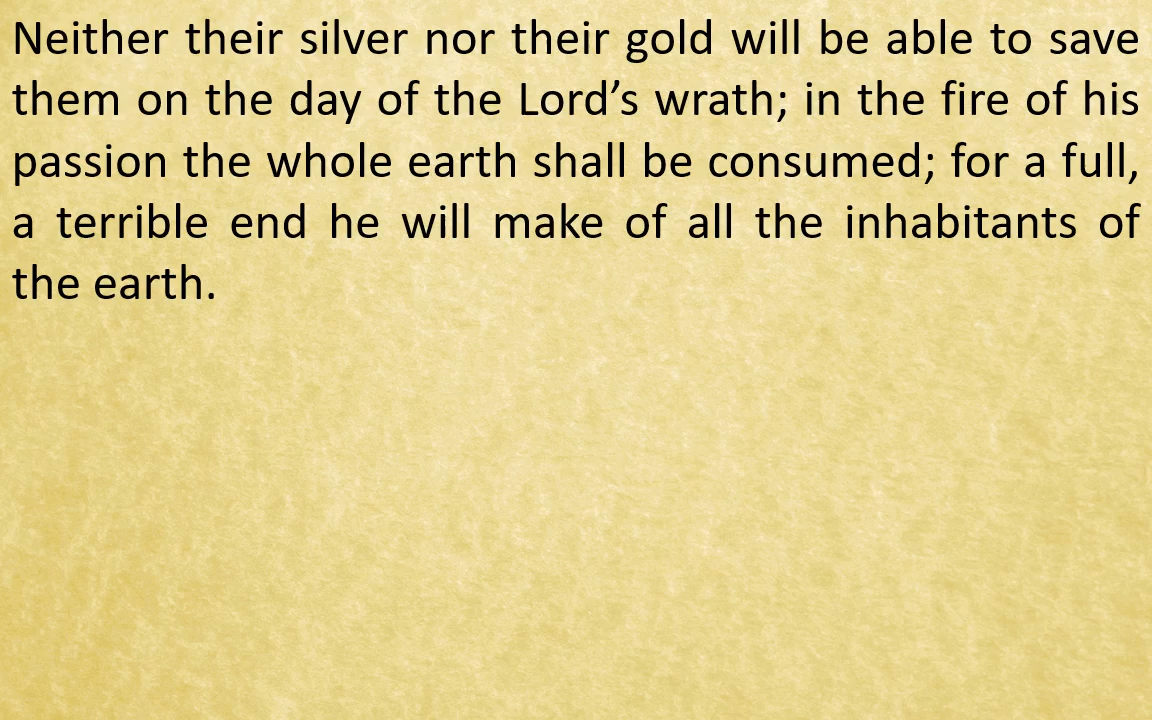 Neither their silver nor their gold will be able to save
them on the day of the Lord’s wrath; in the fire of his
passion the whole earth shall be consumed; for a full,
a terrible end he will make of all the inhabitants of
the earth.